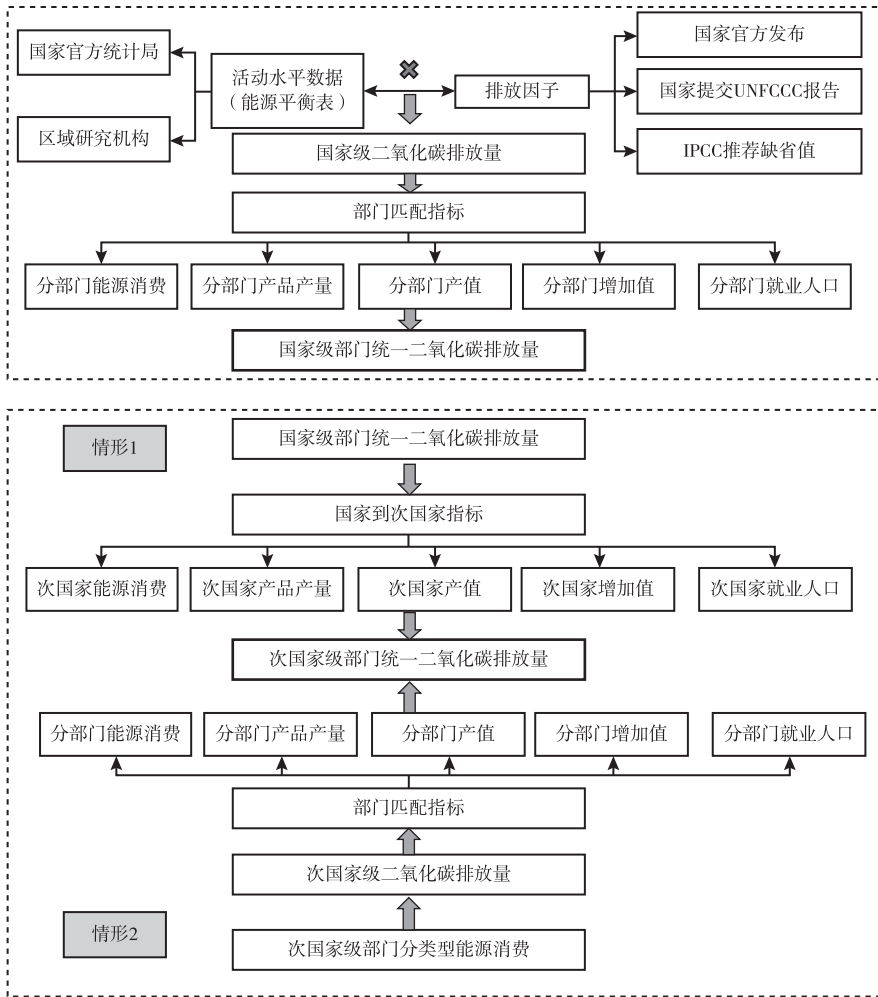 国家官方统计局
区域研究机构
活动水平数据
（能源平衡表）
排放因子
国家官方发布
国家提交UNFCCC报告
IPCC推荐缺省值
国家级二氧化碳排放量
部门匹配指标
分部门能源消费
分部门产品产量
分部门产值
分部门增加值
分部门就业人口
国家级部门统一二氧化碳排放量
情形1
国家级部门统一二氧化碳排放量
国家到次国家指标
次国家能源消费
次国家产品产量
次国家产值
次国家增加值
次国家就业人口
次国家级部门统一二氧化碳排放量
分部门能源消费
分部门产品产量
分部门产值
分部门增加值
分部门就业人口
部门匹配指标
次国家级二氧化碳排放量
情形2
次国家级部门分类型能源消费